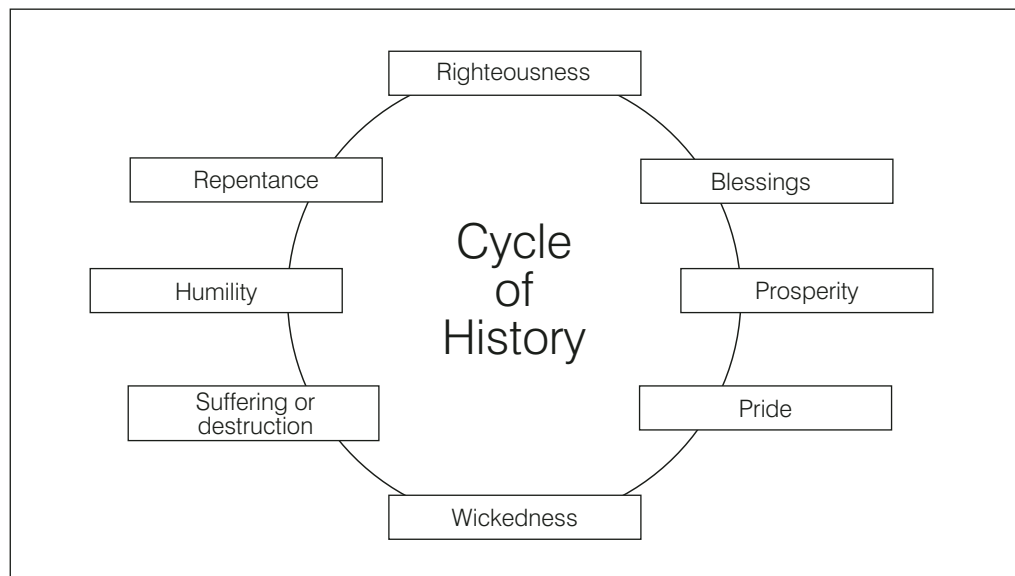 Righteousness
Blessings
Prosperity
Pride
Wickedness
Suffering or
destruction
Humility
Repentance
Cycle
of
History